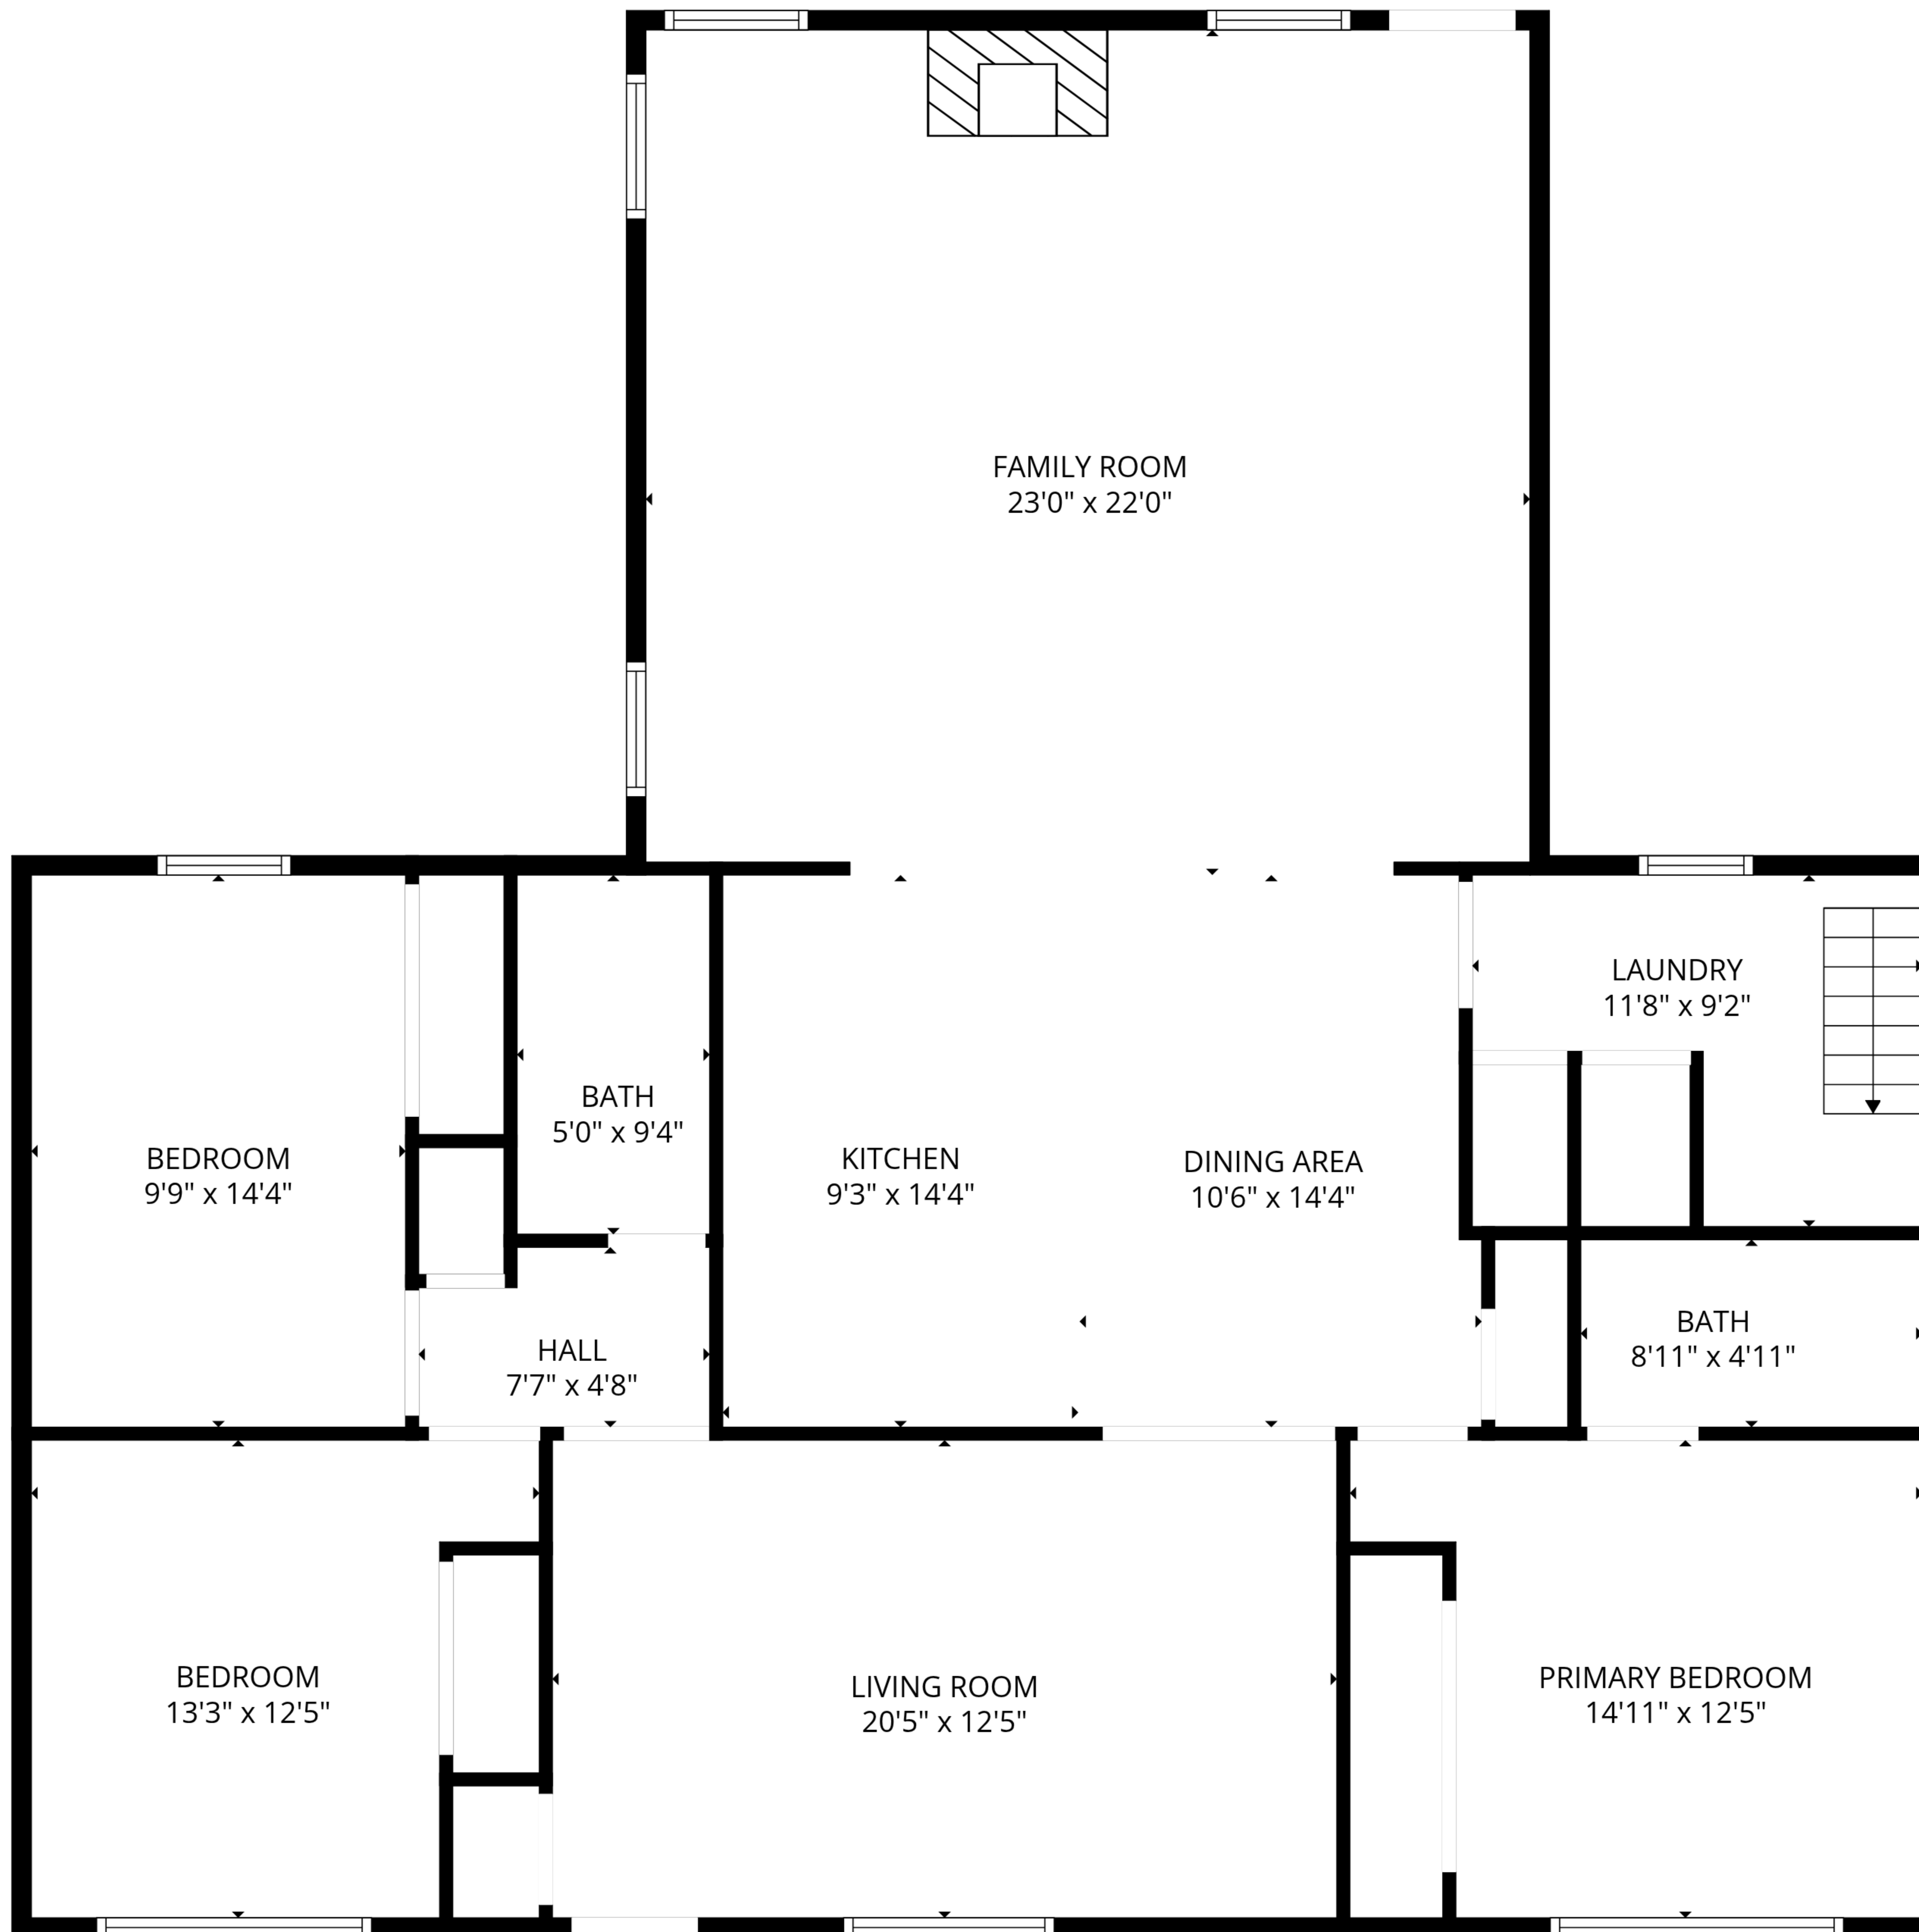 FAMILY ROOM
23'0" x 22'0"
LAUNDRY
11'8" x 9'2"
BATH
5'0" x 9'4"
BEDROOM
9'9" x 14'4"
KITCHEN
9'3" x 14'4"
DINING AREA
10'6" x 14'4"
HALL
7'7" x 4'8"
BATH
8'11" x 4'11"
BEDROOM
13'3" x 12'5"
LIVING ROOM
20'5" x 12'5"
PRIMARY BEDROOM
14'11" x 12'5"